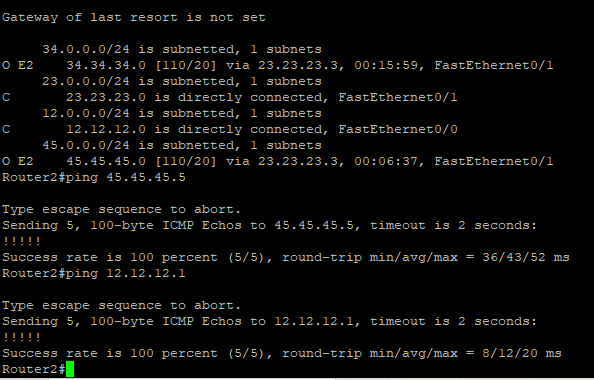 Gateway of last resort is not set

     34.0.0.0/24 is subnetted, 1 subnets
O E2    34.34.34.0 [110/20] via 23.23.23.3, 00:15:59, FastEthernet0/1
     23.0.0.0/24 is subnetted, 1 subnets
C       23.23.23.0 is directly connected, FastEthernet0/1
     12.0.0.0/24 is subnetted, 1 subnets
C       12.12.12.0 is directly connected, FastEthernet0/0
     45.0.0.0/24 is subnetted, 1 subnets
O E2    45.45.45.0 [110/20] via 23.23.23.3, 00:06:37, FastEthernet0/1
Router2#ping 45.45.45.5

Type escape sequence to abort.
Sending 5, 100-byte ICMP Echos to 45.45.45.5, timeout is 2 seconds:
!!!!!
Success rate is 100 percent (5/5), round-trip min/avg/max = 36/43/52 ms
Router2#ping 12.12.12.1

Type escape sequence to abort.
Sending 5, 100-byte ICMP Echos to 12.12.12.1, timeout is 2 seconds:
!!!!!
Success rate is 100 percent (5/5), round-trip min/avg/max = 8/12/20 ms
Router2#